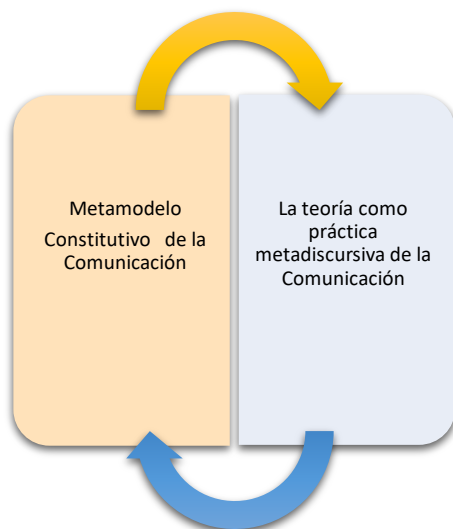 Metamodelo
Constitutivo de la
Comunicación
La teoría como
práctica
metadiscursiva de la
Comunicación